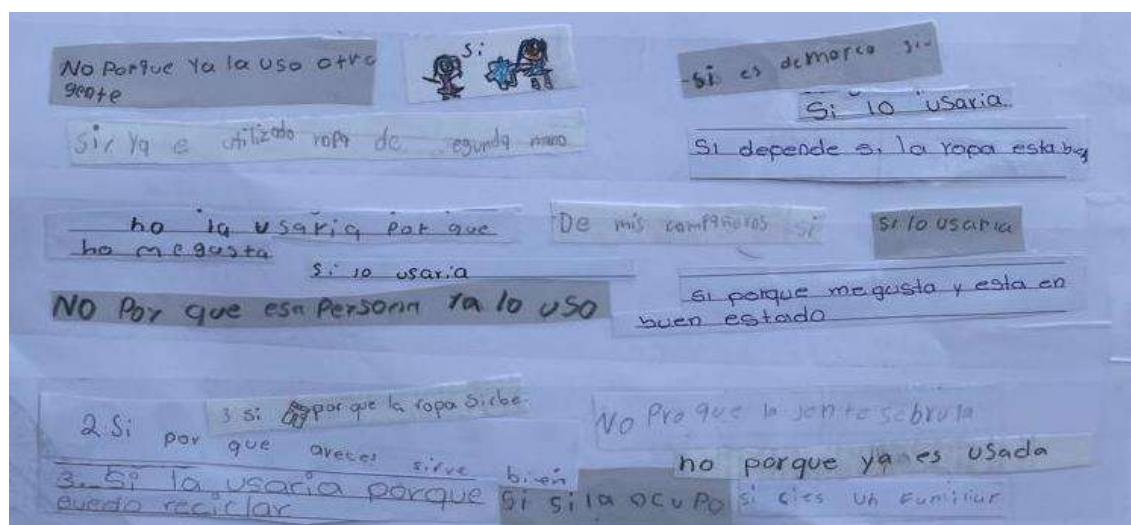 No Porque Ya la Uso otra
gente
si
si es de marca si
Si lo usaria
Si, Ya e utilizado ropa de segunda mano
Si depende si la ropa esta
no la usaria Por que
no me gusta
De mis compañeros si
si lo usaria
si lo usaria
NO Por que esa Persona Ya lo USO
Si porque me gusta y esta en
buen estado
3 Si porque la ropa Sirbe.
2 Si por que aveces sirve bien
No Pro que la jente
no porque ya es usada
3. Si la usaria porque
puedo reciclar
Si si la OCUPO
si es un Familiar